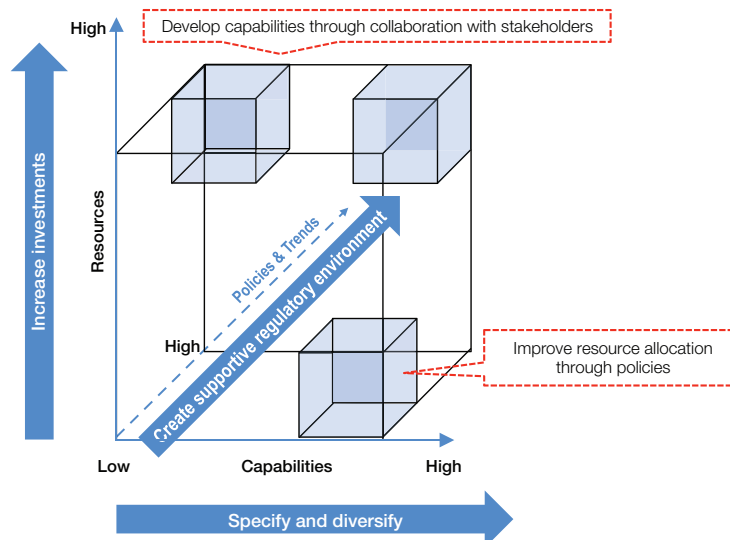 High
Develop capabilities through collaboration with stakeholders
Increase investments
Resources
Policies & Trends
Create supportive regulatory environment
High
Improve resource allocation
through policies
Low
Capabilities
High
Specify and diversify